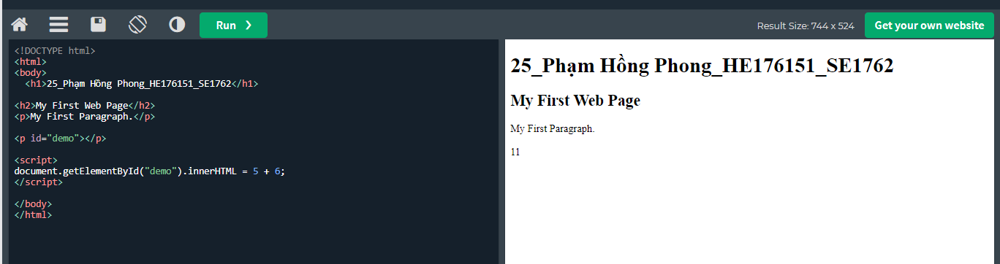 Run ❯
Result Size: 744 x 524
Get your own website
<!DOCTYPE html>
<html>
<body>
  <h1>25_Phạm Hồng Phong_HE176151_SE1762</h1>

<h2>My First Web Page</h2>
<p>My First Paragraph.</p>

<p id="demo"></p>

<script>
document.getElementById("demo").innerHTML = 5 + 6;
</script>

</body>
</html>
25_Phạm Hồng Phong_HE176151_SE1762
My First Web Page
My First Paragraph.
11